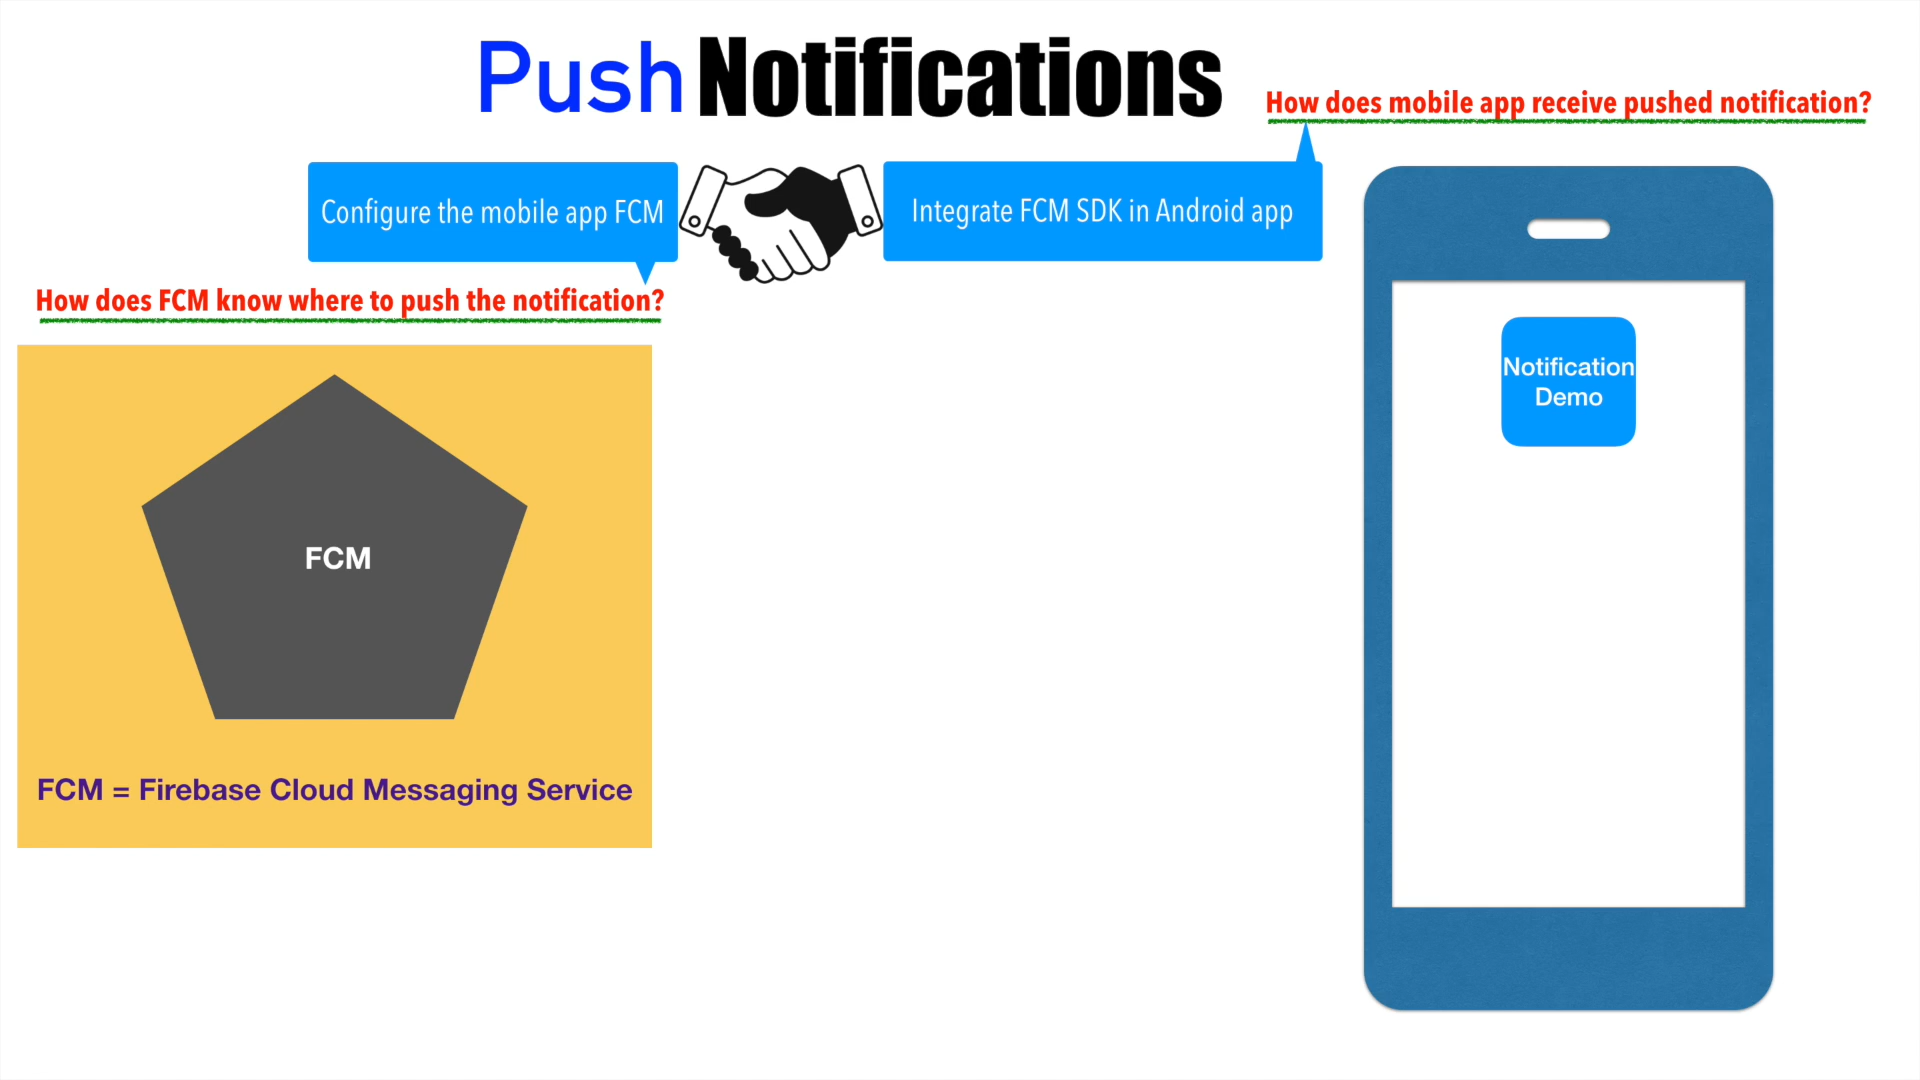 Push Notifications
How does mobile app receive pushed notification?
Configure the mobile app FCM
Integrate FCM SDK in Android app
How does FCM know where to push the notification?
Notification
Demo
FCM
FCM = Firebase Cloud Messaging Service